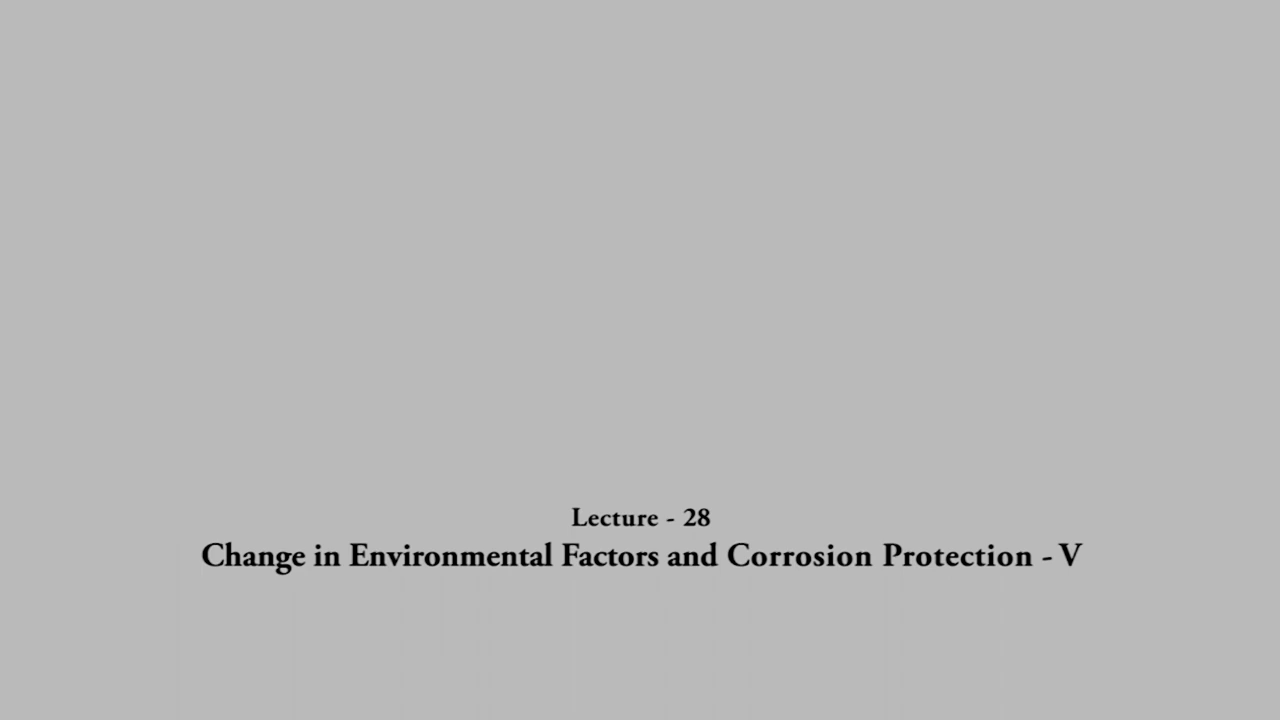 Lecture - 28
Change in Environmental Factors and Corrosion Protection - V